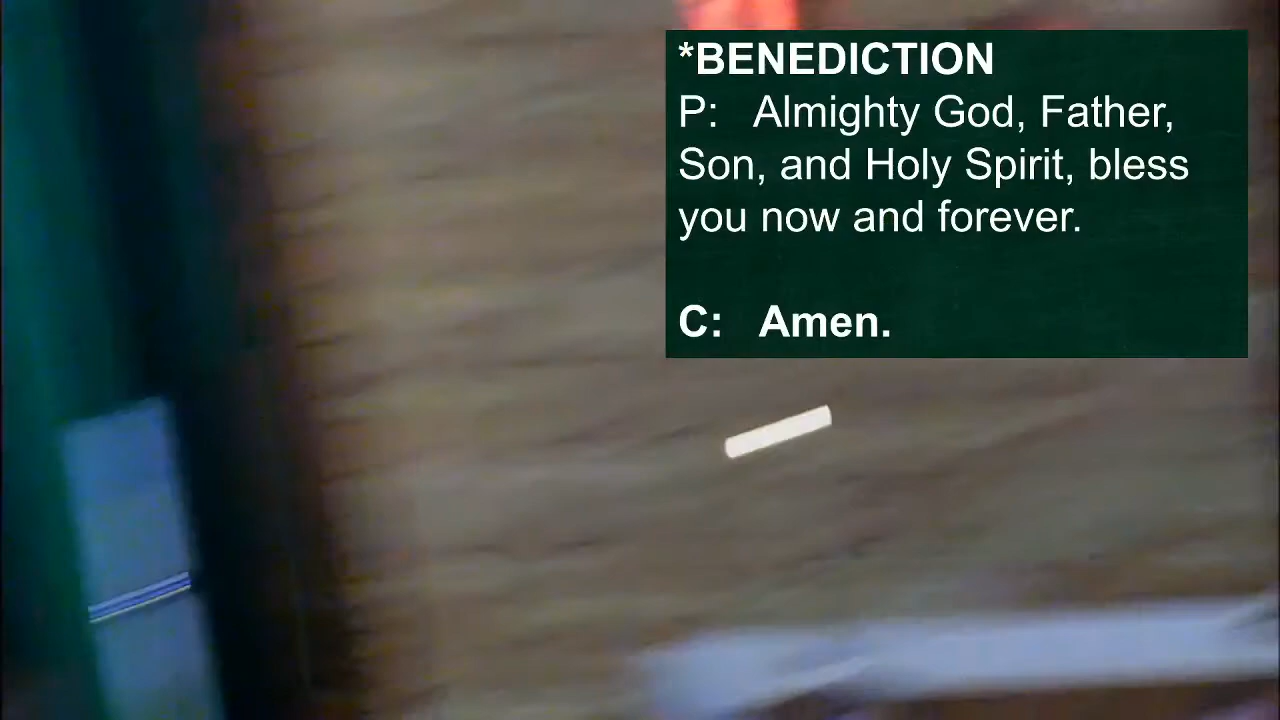 *BENEDICTION
P:   Almighty God, Father,
Son, and Holy Spirit, bless
you now and forever.
C:   Amen.